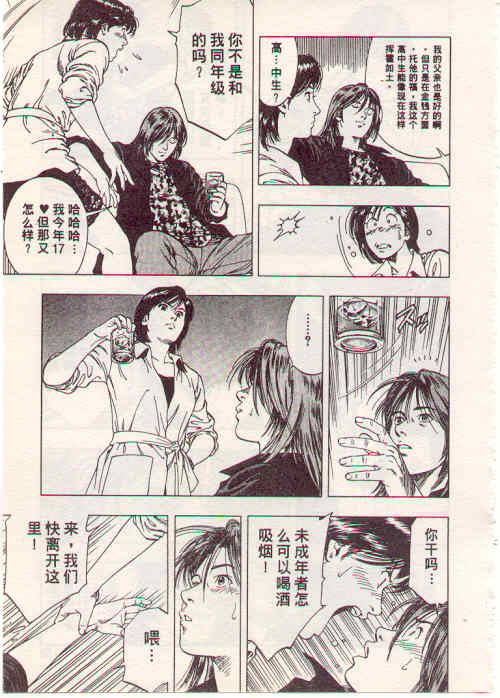 我的父亲也是好的啊
，但只是在金钱方面
，托他的福，我这个
高中生能像现在这样
挥霍如土。
高…中生？
你不是和
我同年级
的吗？
哈哈哈…
我今年17
♥但那又
怎么样？
……？
你干吗…
未成年者怎
么可以喝酒
吸烟！
喂…
来，我们
快离开这
里！